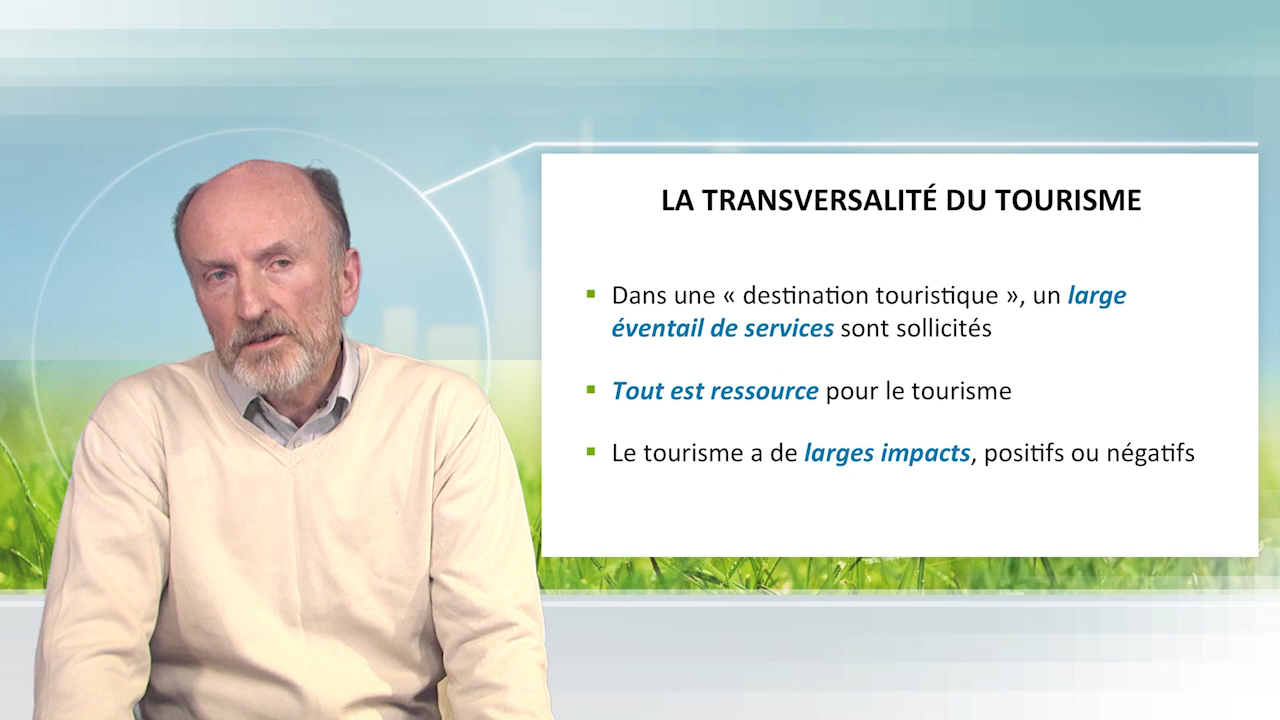 LA TRANSVERSALITÉ DU TOURISME
Dans une « destination touristique », un large
éventail de services sont sollicités
Tout est ressource pour le tourisme
Le tourisme a de larges impacts, positifs ou négatifs